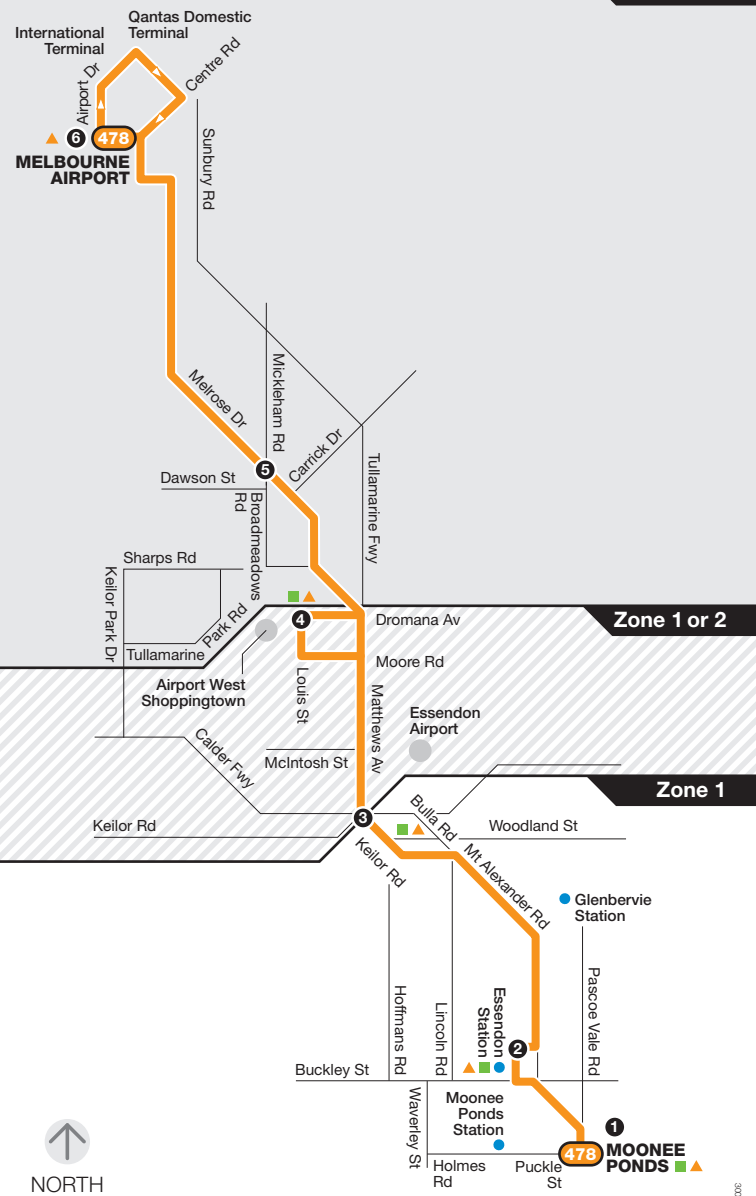 Qantas Domestic
Terminal
International
Terminal
Airport Dr
Centre Rd
6
478
MELBOURNE
AIRPORT
Sunbury Rd
Melrose Dr
Mickleham Rd
Carrick Dr
5
Dawson St
Broadmeadows
Rd
Tullamarine Fwy
Sharps Rd
Keilor Park Dr
Tullamarine
Park Rd
4
Dromana Av
Zone 1 or 2
Moore Rd
Airport West
Shoppingtown
Louis St
Matthews Av
Essendon
Airport
Calder Fwy
McIntosh St
Zone 1
3
Keilor Rd
Bulla Rd
Woodland St
Keilor Rd
Mt Alexander Rd
Glenbervie
Station
Hoffmans Rd
Lincoln Rd
Essendon
Station
Pascoe Vale Rd
2
Buckley St
Waverley St
Moonee
Ponds
Station
1
478
MOONEE
PONDS
Holmes
Rd
Puckle
St
NORTH